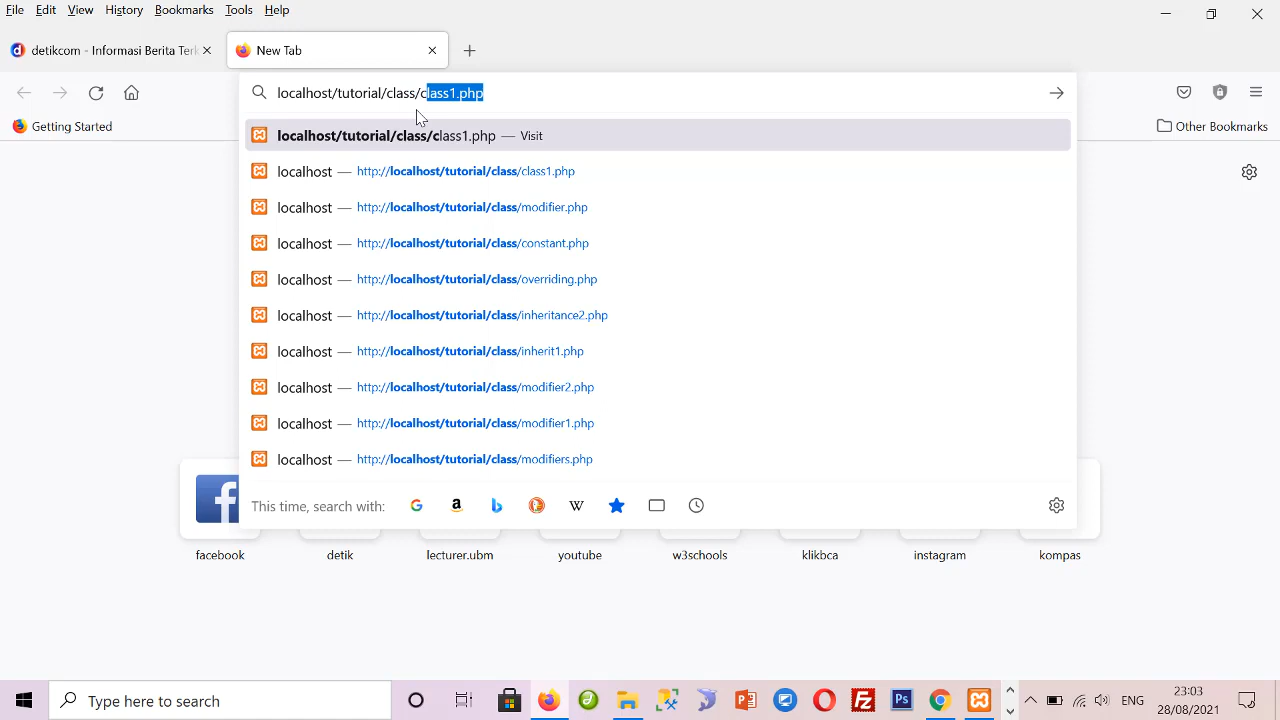 File Edit View History Bookmarks Tools Help
detikcom - Informasi Berita Terk
New Tab
localhost/tutorial/class/class1.php
Getting Started
Other Bookmarks
localhost/tutorial/class/class1.php — Visit
localhost — http://localhost/tutorial/class/class1.php
localhost — http://localhost/tutorial/class/modifier.php
localhost — http://localhost/tutorial/class/constant.php
localhost — http://localhost/tutorial/class/overriding.php
localhost — http://localhost/tutorial/class/inheritance2.php
localhost — http://localhost/tutorial/class/inherit1.php
localhost — http://localhost/tutorial/class/modifier2.php
localhost — http://localhost/tutorial/class/modifier1.php
localhost — http://localhost/tutorial/class/modifiers.php
This time, search with:
facebook detik lecturer.ubm youtube w3schools klikbca instagram kompas
Type here to search
ENG
23:03
28/08/2021